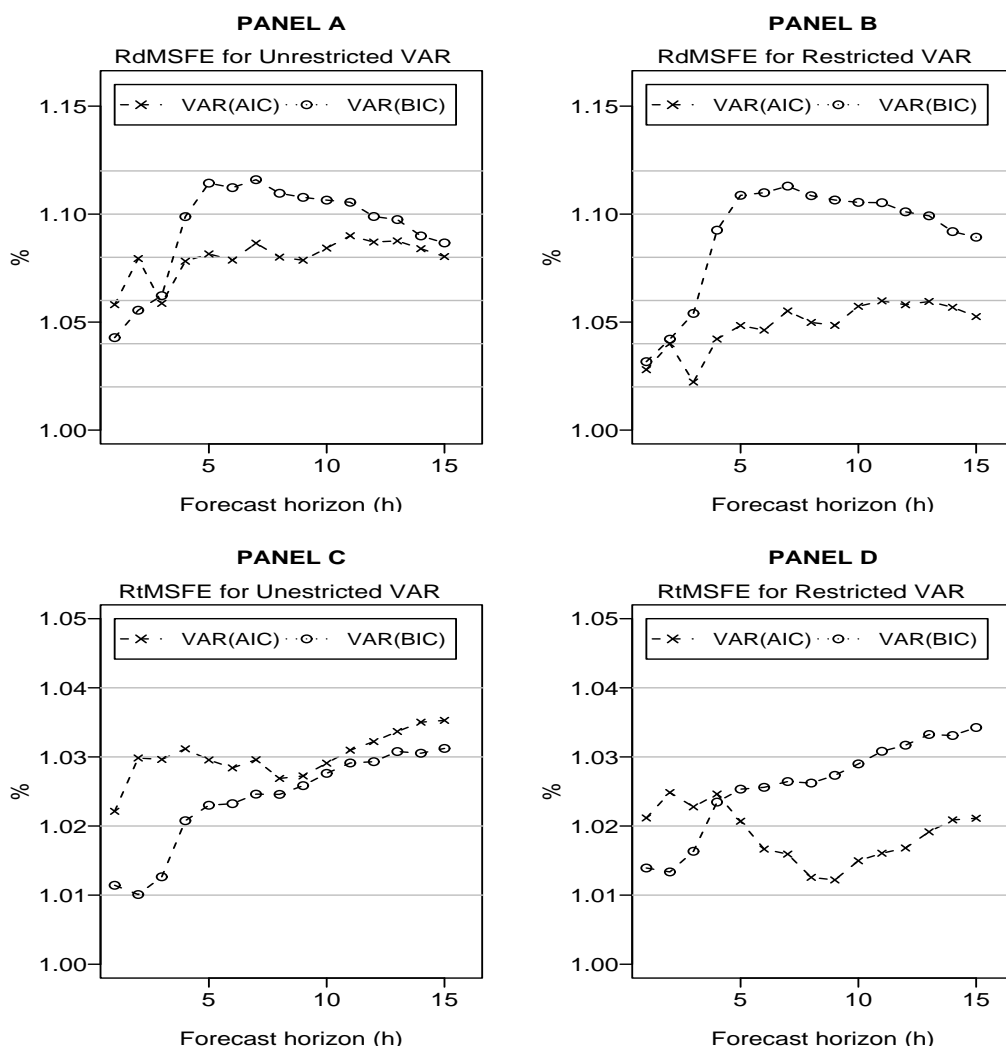 PANEL A
RdMSFE for Unrestricted VAR
VAR(AIC) VAR(BIC)
1.15
1.10
1.05
1.00
%
5 10 15
Forecast horizon (h)
PANEL B
RdMSFE for Restricted VAR
VAR(AIC) VAR(BIC)
1.15
1.10
1.05
1.00
%
5 10 15
Forecast horizon (h)
PANEL C
RtMSFE for Unestricted VAR
VAR(AIC) VAR(BIC)
1.05
1.04
1.03
1.02
1.01
1.00
%
5 10 15
Forecast horizon (h)
PANEL D
RtMSFE for Restricted VAR
VAR(AIC) VAR(BIC)
1.05
1.04
1.03
1.02
1.01
1.00
%
5 10 15
Forecast horizon (h)